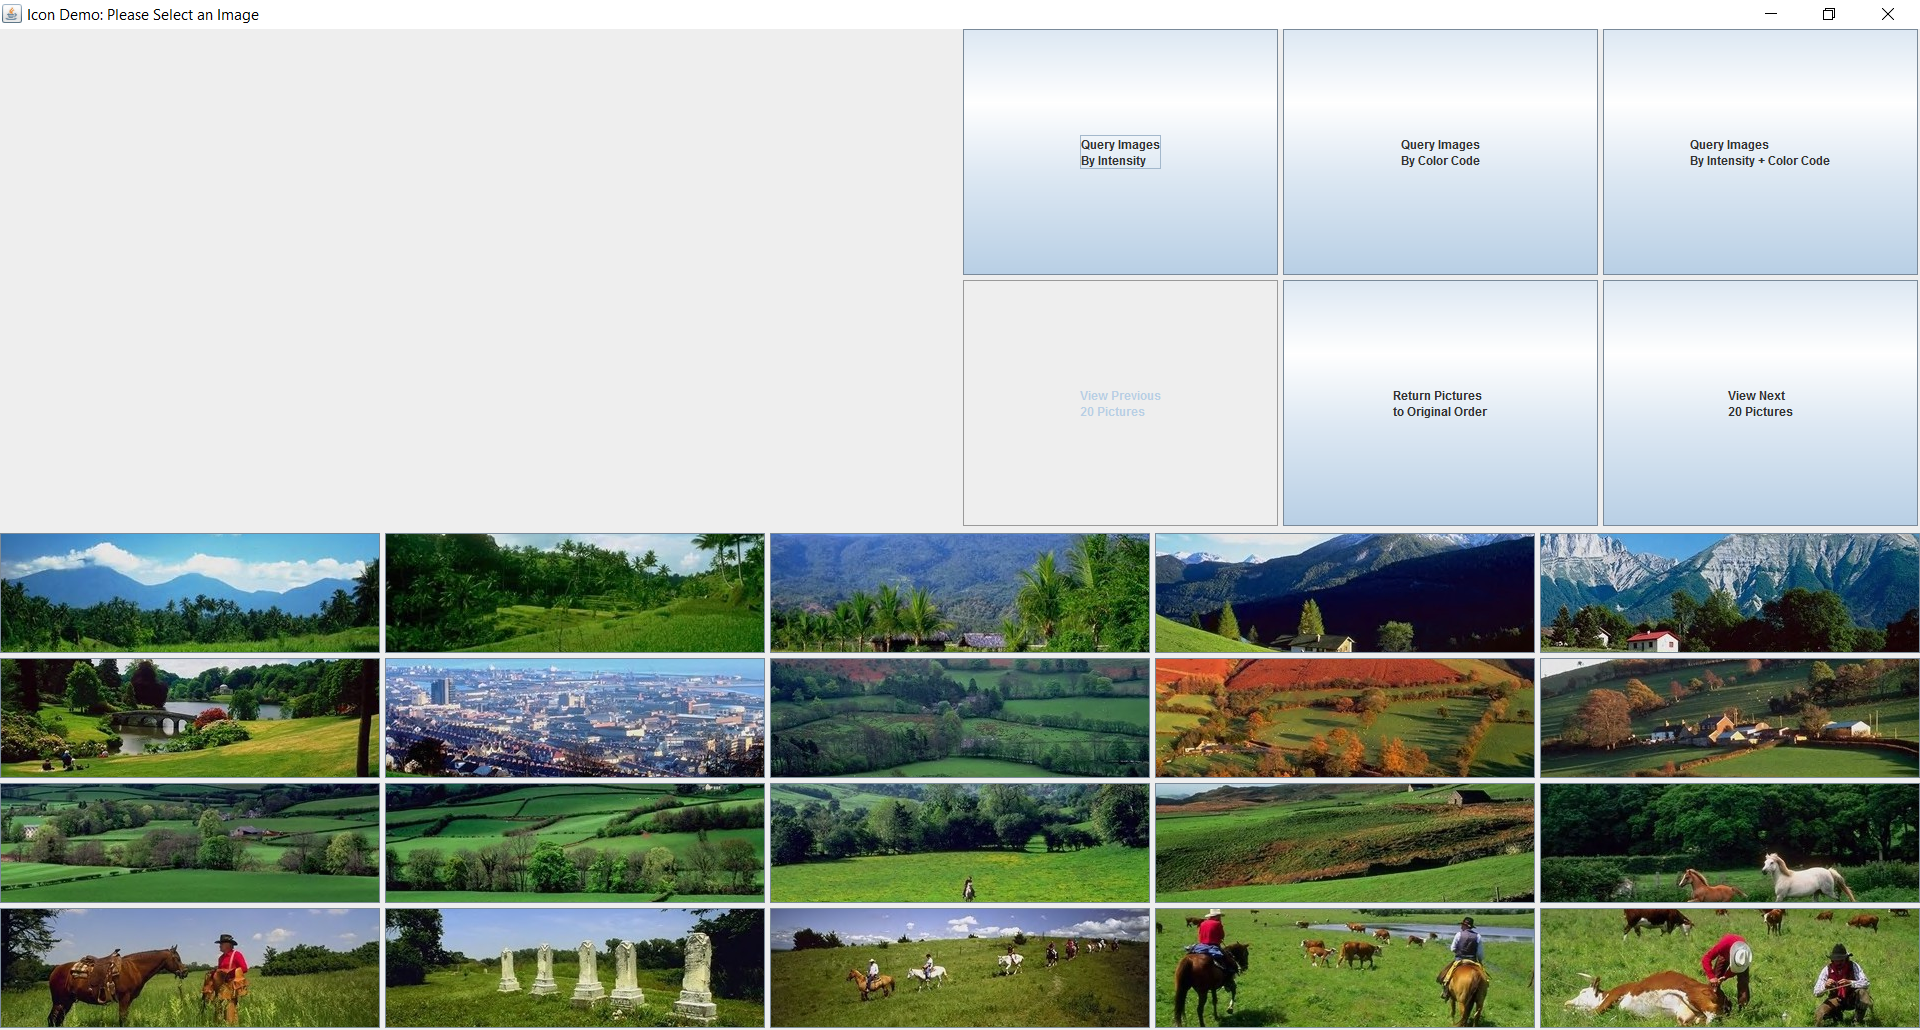 Icon Demo: Please Select an Image
Query Images
By Intensity
Query Images
By Color Code
Query Images
By Intensity + Color Code
View Previous
20 Pictures
Return Pictures
to Original Order
View Next
20 Pictures